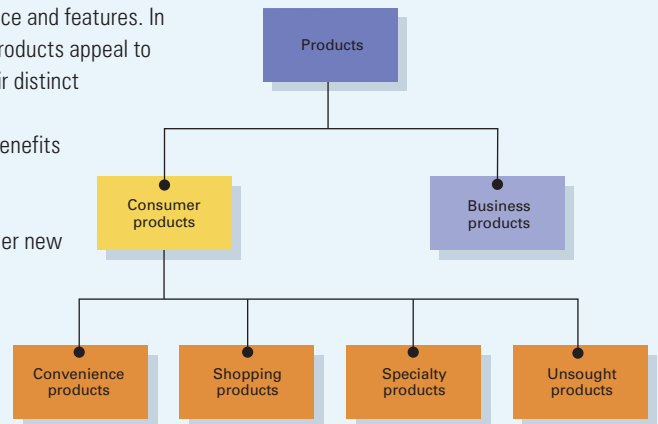 ce and features. In
roducts appeal to
ir distinct
enefits
er new
Products
Consumer
products
Business
products
Convenience
products
Shopping
products
Specialty
products
Unsought
products